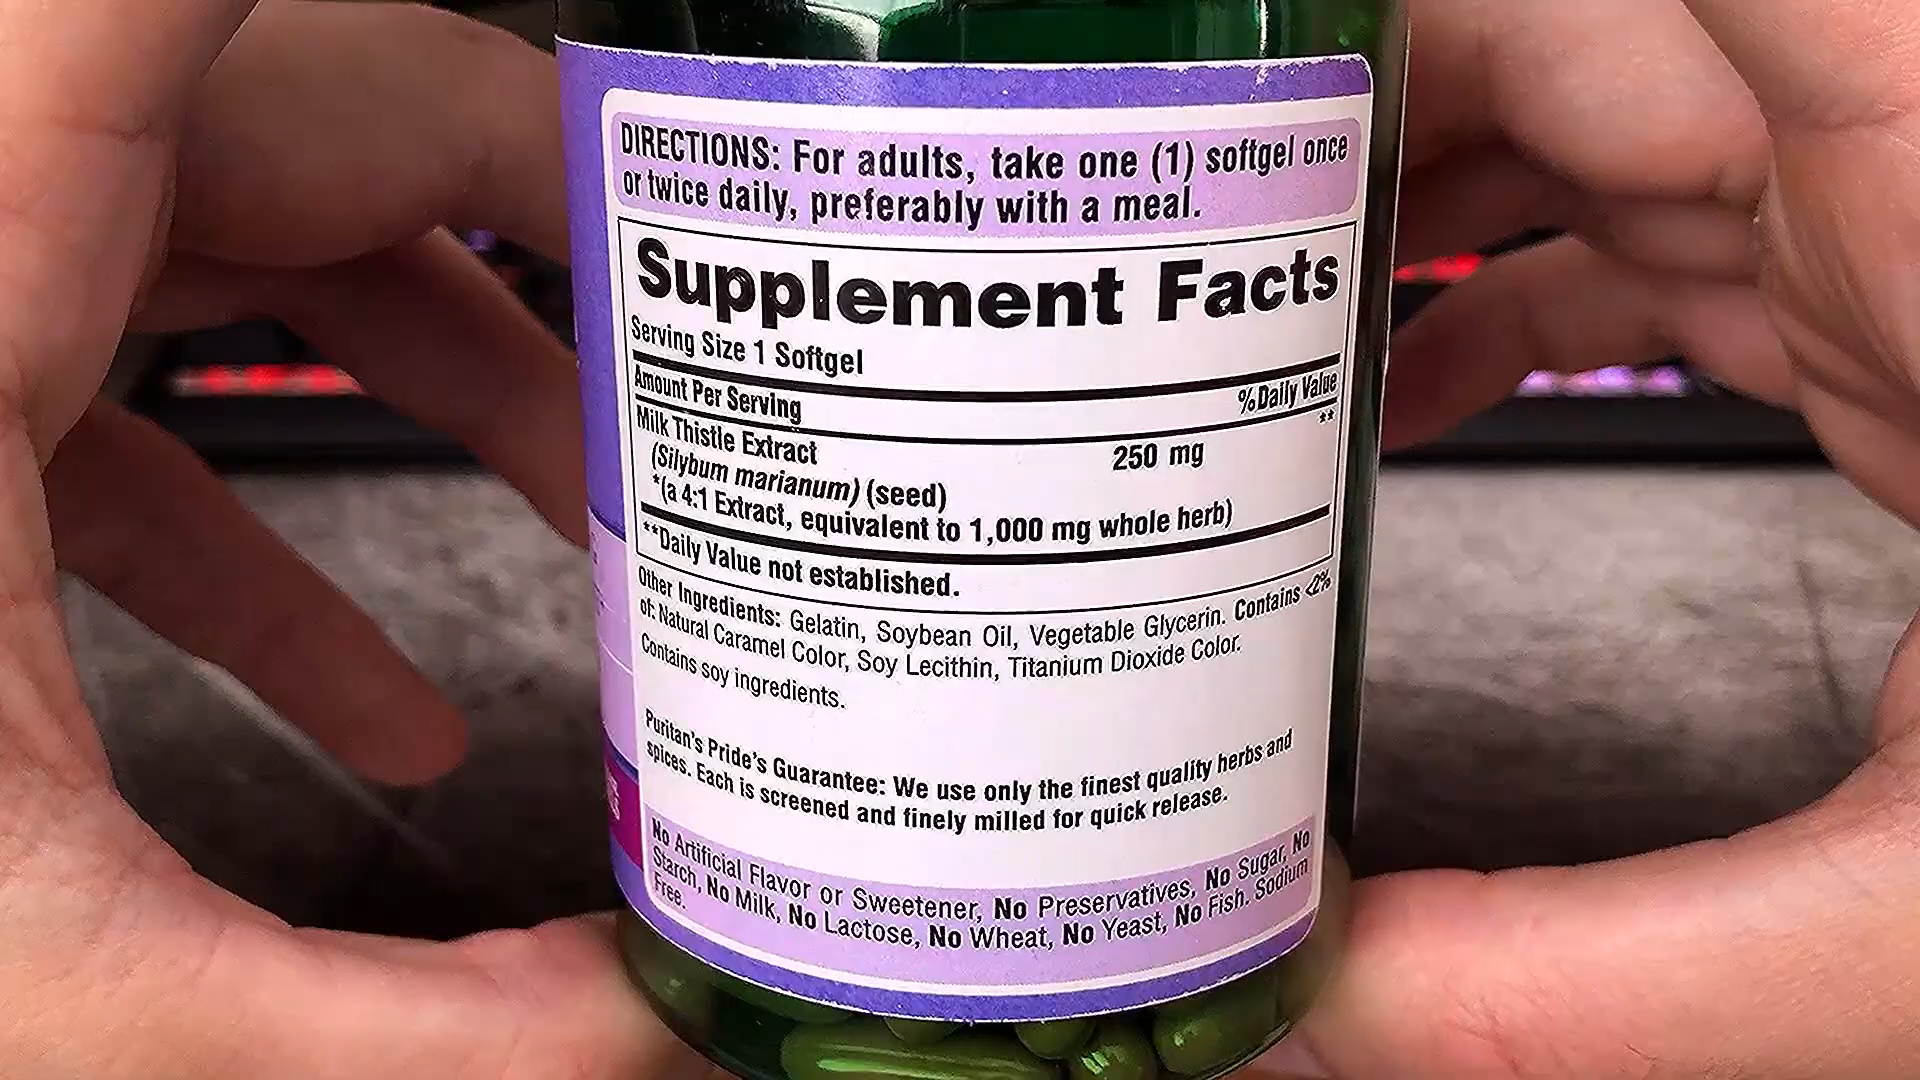 DIRECTIONS: For adults, take one (1) softgel once
or twice daily, preferably with a meal.
Supplement Facts
Serving Size 1 Softgel
Amount Per Serving %Daily Value
Milk Thistle Extract 250 mg **
(Silybum marianum) (seed)
*(a 4:1 Extract, equivalent to 1,000 mg whole herb)
**Daily Value not established.
Other Ingredients: Gelatin, Soybean Oil, Vegetable Glycerin. Contains <2%
of: Natural Caramel Color, Soy Lecithin, Titanium Dioxide Color.
Contains soy ingredients.
Puritan's Pride's Guarantee: We use only the finest quality herbs and
spices. Each is screened and finely milled for quick release.
No Artificial Flavor or Sweetener, No Preservatives, No Sugar, No
Starch, No Milk, No Lactose, No Wheat, No Yeast, No Fish. Sodium
Free.